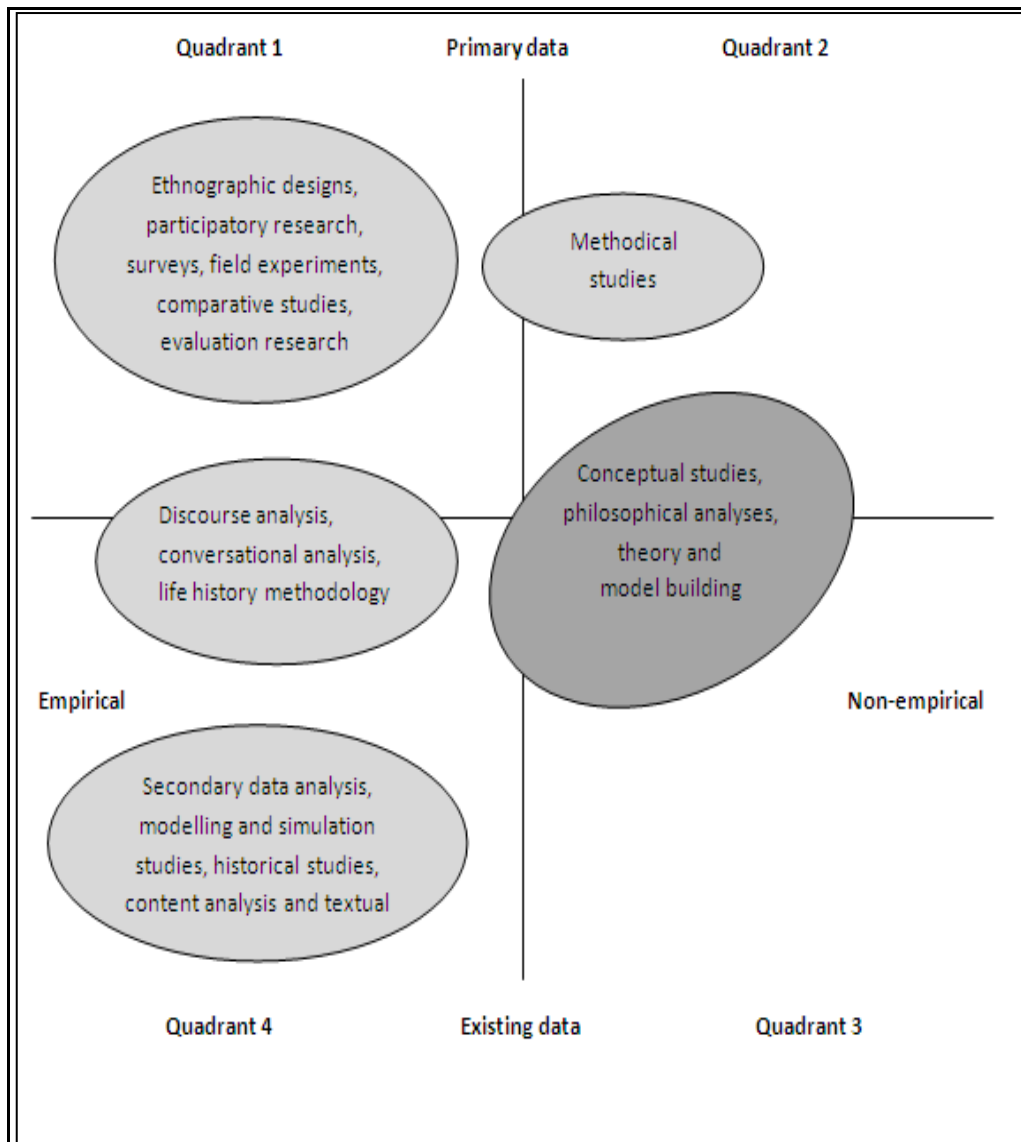 Quadrant 1
Primary data
Quadrant 2
Ethnographic designs,
participatory research,
surveys, field experiments,
comparative studies,
evaluation research
Methodical
studies
Conceptual studies,
philosophical analyses,
theory and
model building
Discourse analysis,
conversational analysis,
life history methodology
Empirical
Non-empirical
Secondary data analysis,
modelling and simulation
studies, historical studies,
content analysis and textual
Quadrant 4
Existing data
Quadrant 3